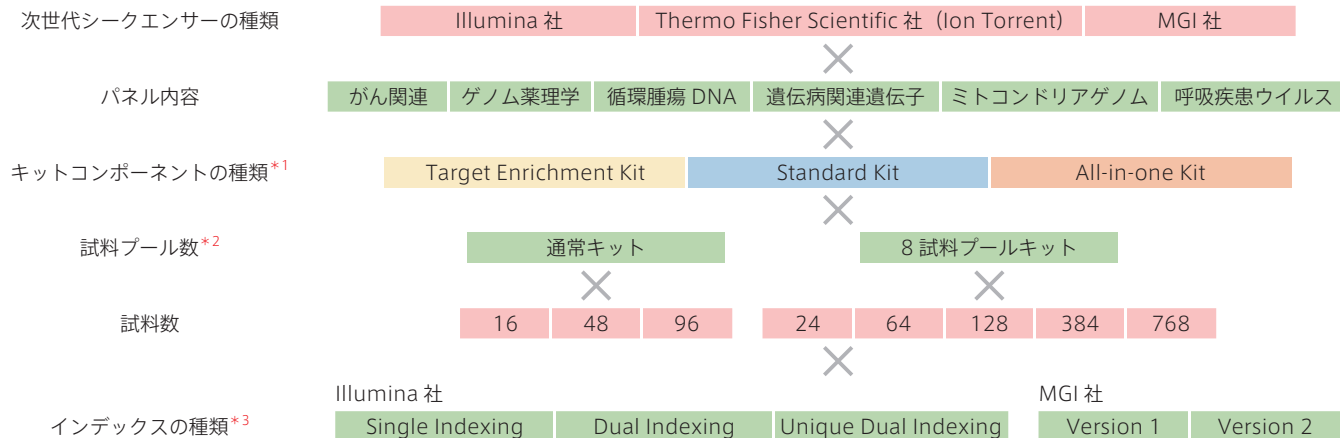 次世代シークエンサーの種類 Illumina 社 Thermo Fisher Scientific 社（Ion Torrent） MGI 社
パネル内容 がん関連 ゲノム薬理学 循環腫瘍 DNA 遺伝病関連遺伝子 ミトコンドリアゲノム 呼吸疾患ウイルス
キットコンポーネントの種類*1 Target Enrichment Kit Standard Kit All-in-one Kit
試料プール数*2 通常キット 8 試料プールキット
試料数 16 48 96 24 64 128 384 768
Illumina 社 MGI 社
インデックスの種類*3 Single Indexing Dual Indexing Unique Dual Indexing Version 1 Version 2